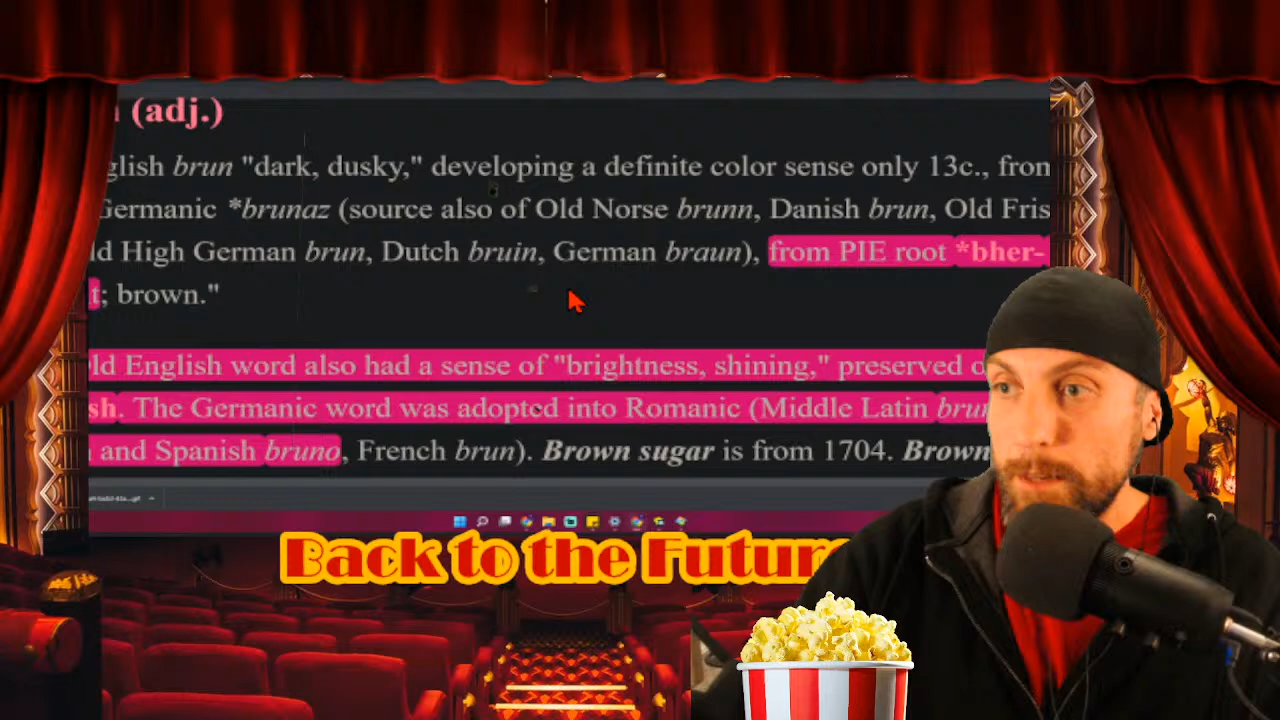 (adj.)
glish brun "dark, dusky," developing a definite color sense only 13c., from
Germanic *brunaz (source also of Old Norse brunn, Danish brun, Old Fris
ld High German brun, Dutch bruin, German braun), from PIE root *bher-
t; brown."
ld English word also had a sense of "brightness, shining," preserved o
sh. The Germanic word was adopted into Romanic (Middle Latin brun
and Spanish bruno, French brun). Brown sugar is from 1704. Brown
Back to the Future